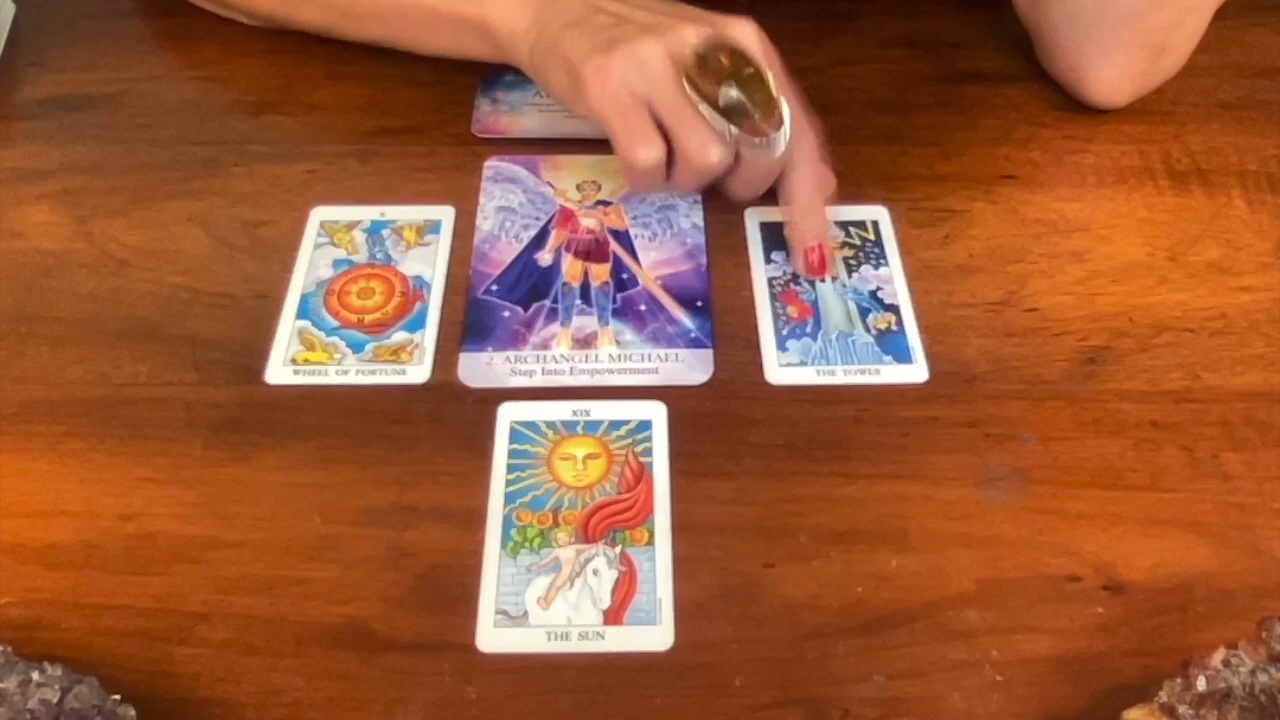 X
WHEEL OF FORTUNE
2. ARCHANGEL MICHAEL
Step Into Empowerment
THE TOWER
XIX
THE SUN